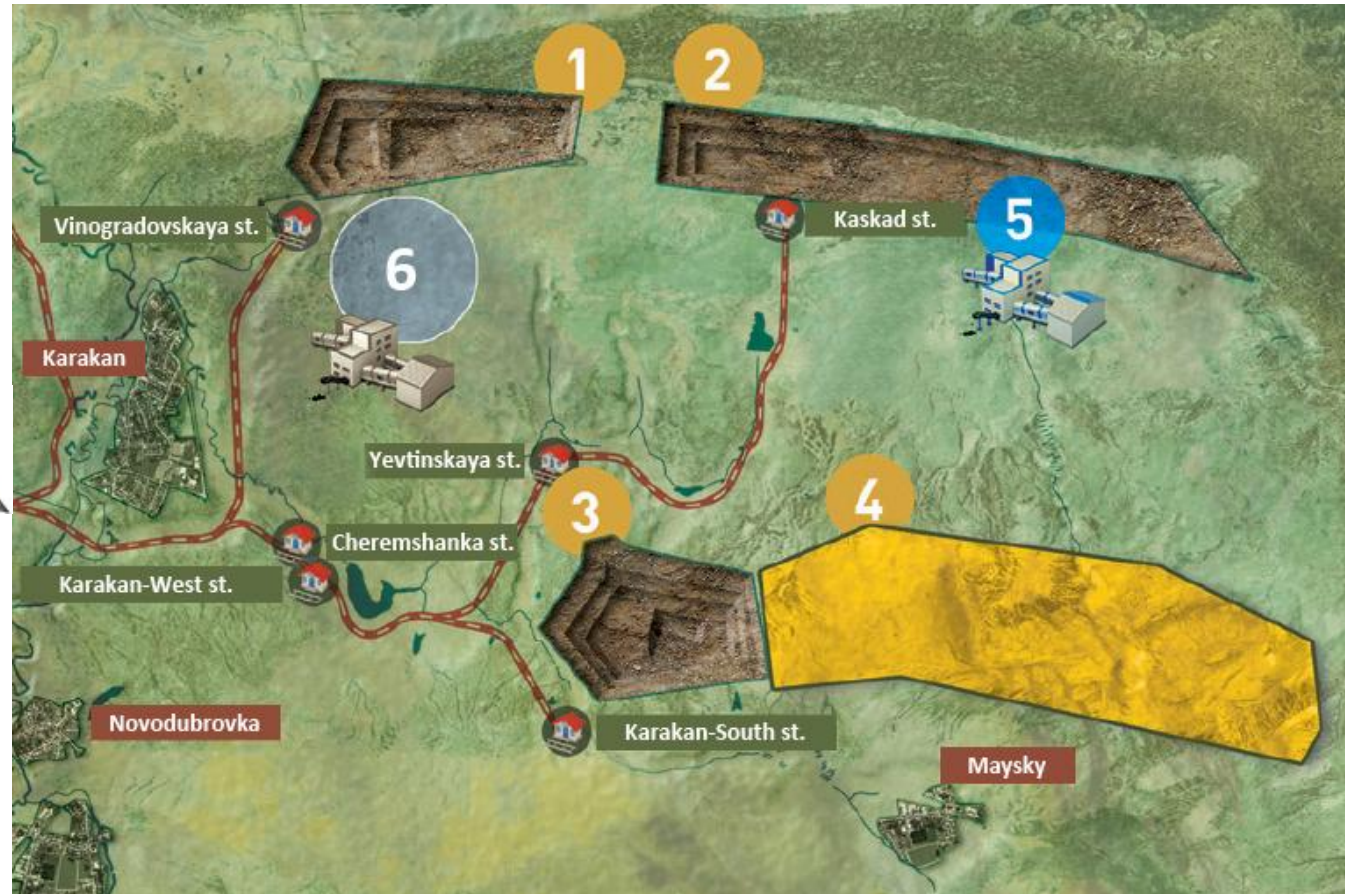 1
2
Vinogradovskaya st.
Kaskad st.
5
6
Karakan
Yevtinskaya st.
3
4
Cheremshanka st.
Karakan-West st.
Novodubrovka
Karakan-South st.
Maysky